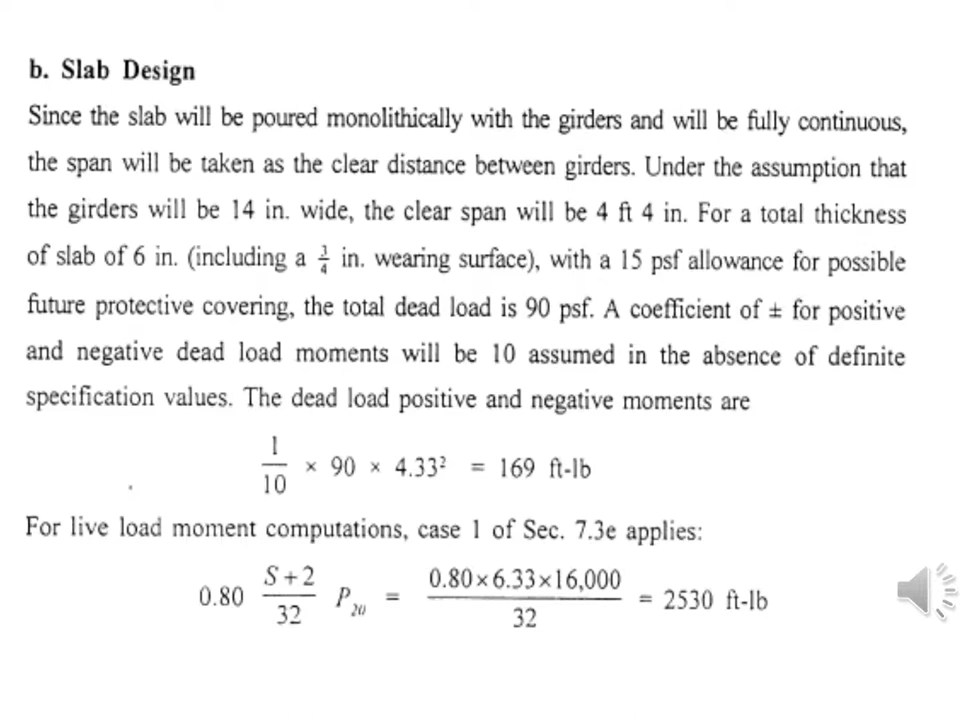 b. Slab Design
Since the slab will be poured monolithically with the girders and will be fully continuous,
the span will be taken as the clear distance between girders. Under the assumption that
the girders will be 14 in. wide, the clear span will be 4 ft 4 in. For a total thickness
of slab of 6 in. (including a 3/4 in. wearing surface), with a 15 psf allowance for possible
future protective covering, the total dead load is 90 psf. A coefficient of ± for positive
and negative dead load moments will be 10 assumed in the absence of definite
specification values. The dead load positive and negative moments are
1/10 × 90 × 4.33² = 169 ft-lb
For live load moment computations, case 1 of Sec. 7.3e applies:
0.80 (S+2)/32 P₂₀ = (0.80×6.33×16,000)/32 = 2530 ft-lb